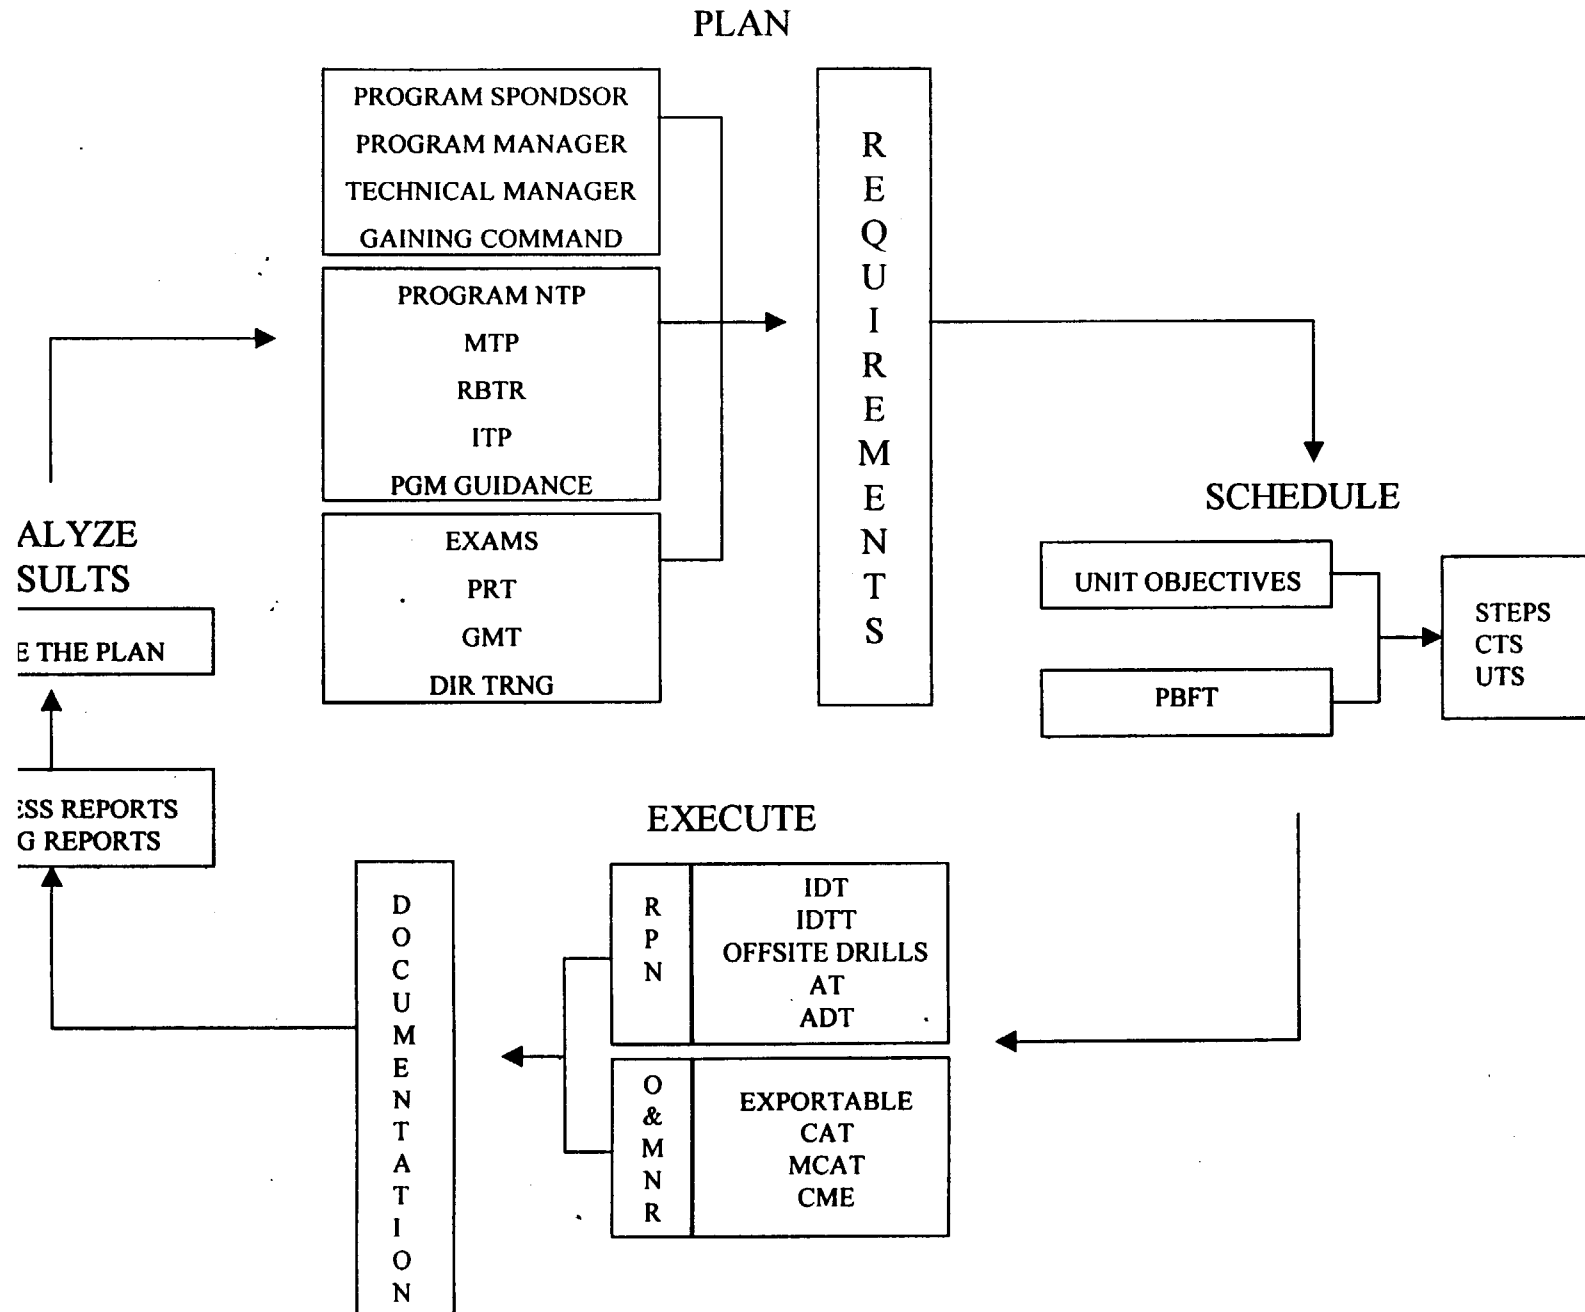 PLAN
PROGRAM SPONDSOR
PROGRAM MANAGER
TECHNICAL MANAGER
GAINING COMMAND
PROGRAM NTP
MTP
RBTR
ITP
PGM GUIDANCE
EXAMS
PRT
GMT
DIR TRNG
REQUIREMENTS
SCHEDULE
UNIT OBJECTIVES
PBFT
STEPS
CTS
UTS
EXECUTE
RPN
IDT
IDTT
OFFSITE DRILLS
AT
ADT
O&MNR
EXPORTABLE
CAT
MCAT
CME
DOCUMENTATION
ALYZE
SULTS
E THE PLAN
ESS REPORTS
G REPORTS